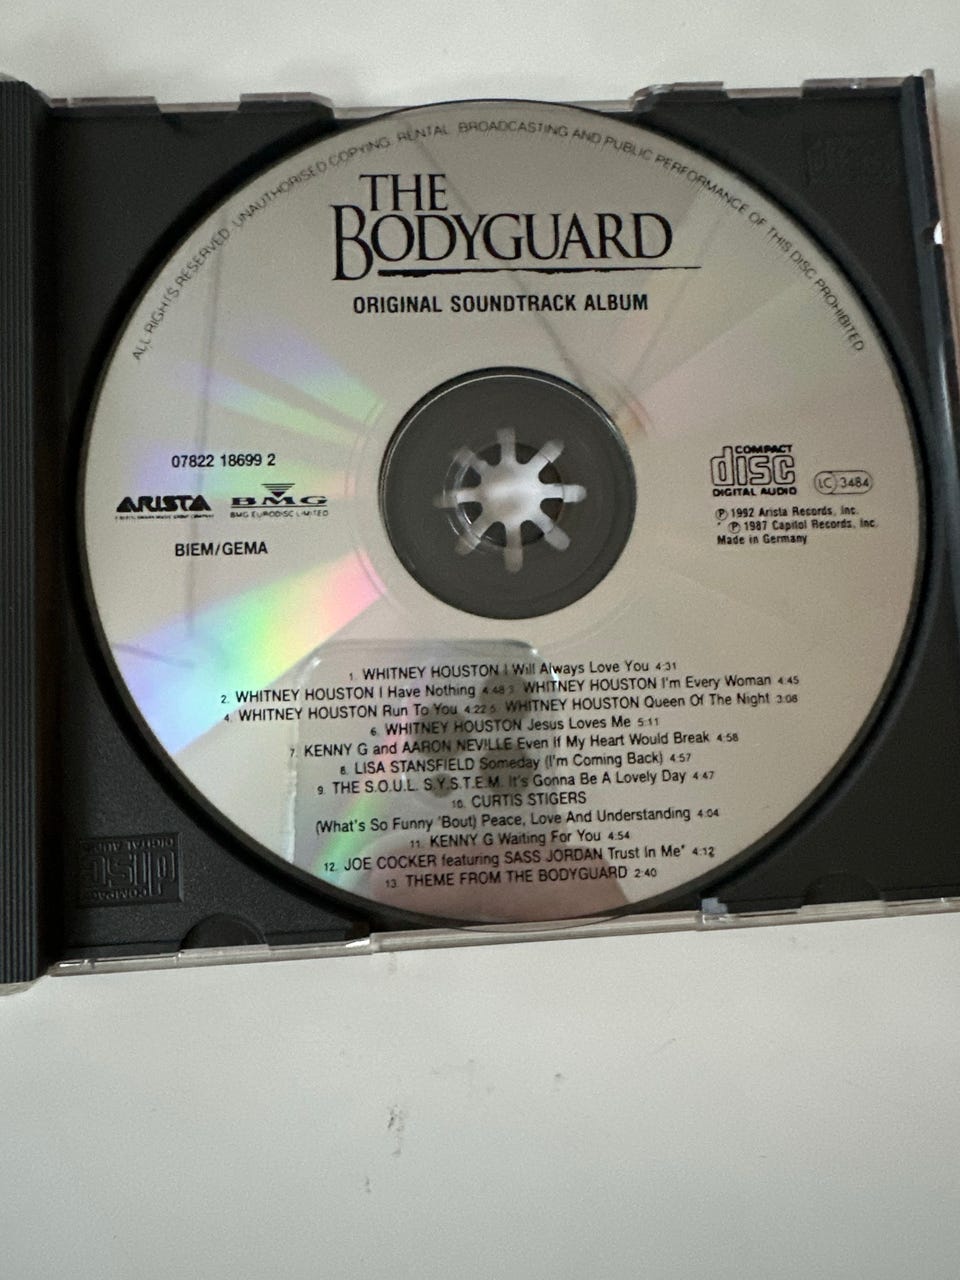 ALL RIGHTS RESERVED. UNAUTHORISED COPYING, RENTAL, BROADCASTING AND PUBLIC PERFORMANCE OF THIS DISC PROHIBITED
THE
BODYGUARD
ORIGINAL SOUNDTRACK ALBUM
07822 18699 2
ARISTA
BMG
BMG EURODISC LIMITED
BIEM/GEMA
COMPACT
disc
DIGITAL AUDIO
LC 3484
℗ 1992 Arista Records, Inc.
* ℗ 1987 Capitol Records, Inc.
Made in Germany
1. WHITNEY HOUSTON I Will Always Love You 4:31
2. WHITNEY HOUSTON I Have Nothing 4:48 3. WHITNEY HOUSTON I'm Every Woman 4:45
4. WHITNEY HOUSTON Run To You 4:22 5. WHITNEY HOUSTON Queen Of The Night 3:08
6. WHITNEY HOUSTON Jesus Loves Me 5:11
7. KENNY G and AARON NEVILLE Even If My Heart Would Break 4:58
8. LISA STANSFIELD Someday (I'm Coming Back) 4:57
9. THE S.O.U.L. S.Y.S.T.E.M. It's Gonna Be A Lovely Day 4:47
10. CURTIS STIGERS
(What's So Funny 'Bout) Peace, Love And Understanding 4:04
11. KENNY G Waiting For You 4:54
12. JOE COCKER featuring SASS JORDAN Trust In Me* 4:12
13. THEME FROM THE BODYGUARD 2:40
COMPACT
disc
DIGITAL AUDIO